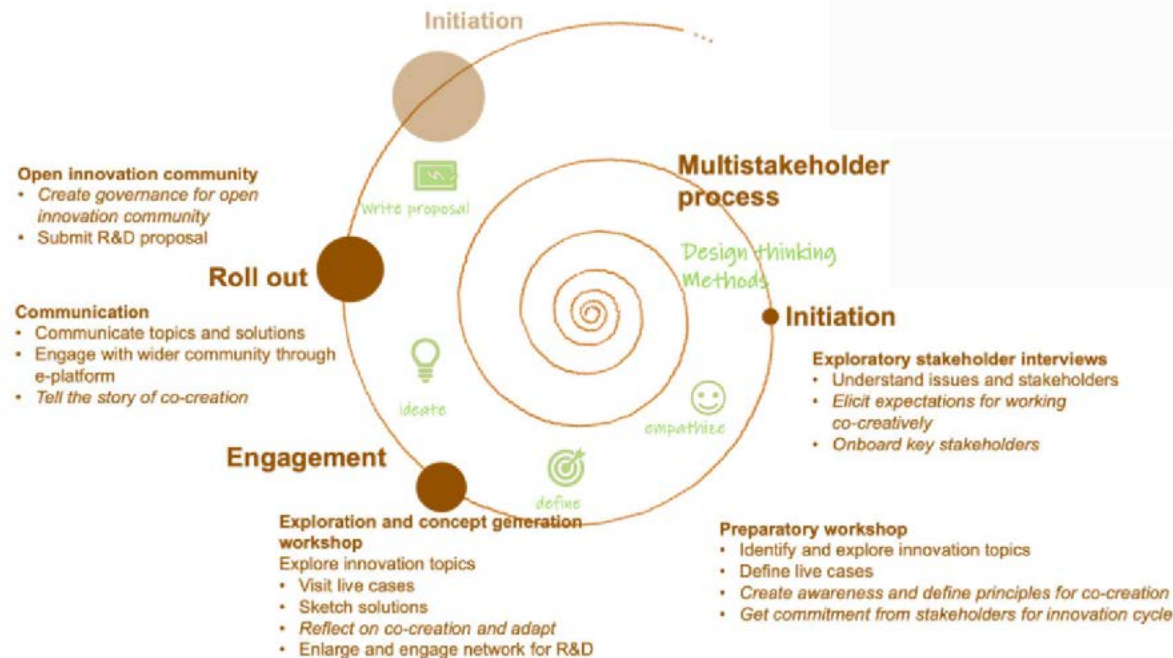 Initiation
...
Multistakeholder
process
Design thinking
Methods
Open innovation community
• Create governance for open
innovation community
• Submit R&D proposal
Write proposal
Roll out
Initiation
Communication
• Communicate topics and solutions
• Engage with wider community through
e-platform
• Tell the story of co-creation
ideate
Exploratory stakeholder interviews
• Understand issues and stakeholders
• Elicit expectations for working
co-creatively
• Onboard key stakeholders
empathize
Engagement
define
Exploration and concept generation
workshop
Explore innovation topics
• Visit live cases
• Sketch solutions
• Reflect on co-creation and adapt
• Enlarge and engage network for R&D
Preparatory workshop
• Identify and explore innovation topics
• Define live cases
• Create awareness and define principles for co-creation
• Get commitment from stakeholders for innovation cycle